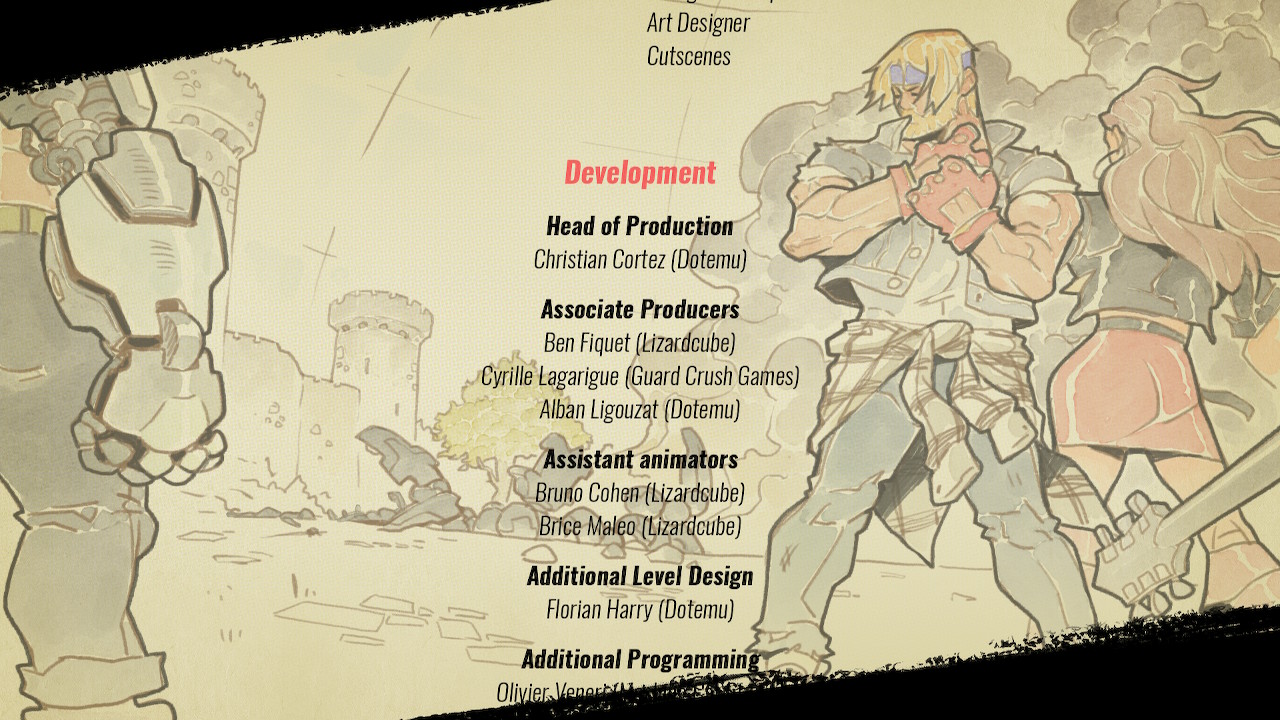 Art Designer
Cutscenes
Development
Head of Production
Christian Cortez (Dotemu)
Associate Producers
Ben Fiquet (Lizardcube)
Cyrille Lagarigue (Guard Crush Games)
Alban Ligouzat (Dotemu)
Assistant animators
Bruno Cohen (Lizardcube)
Brice Maleo (Lizardcube)
Additional Level Design
Florian Harry (Dotemu)
Additional Programming
Olivier